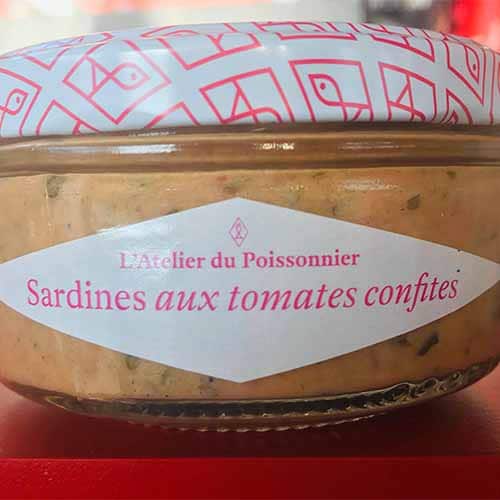 L'Atelier du Poissonnier
Sardines aux tomates confites